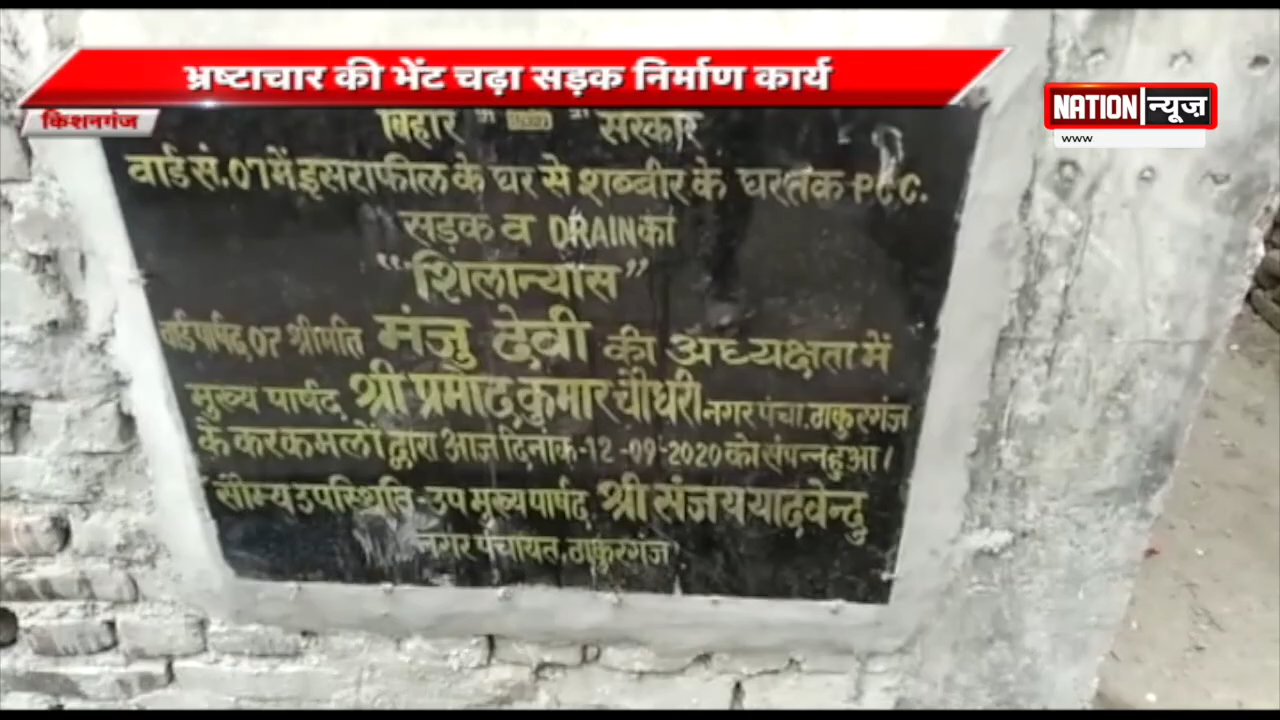 भ्रष्टाचार की भेंट चढ़ा सड़क निर्माण कार्य
किशनगंज
NATION न्यूज़
www
बिहार सरकार
वार्ड सं.07 में इसराफील के घर से शब्बीर के घर तक P.C.C.
सड़क व DRAIN का
"शिलान्यास"
वार्ड पार्षद 07 श्रीमति मंजु देवी की अध्यक्षता में
मुख्य पार्षद श्री प्रमोद कुमार चौधरी नगर पंचा. ठाकुरगंज
के कर कमलों द्वारा आज दिनांक-12-09-2020 को संपन्न हुआ।
सौम्य उपस्थिति-उप मुख्य पार्षद श्री संजय यादवेन्दु
नगर पंचायत, ठाकुरगंज